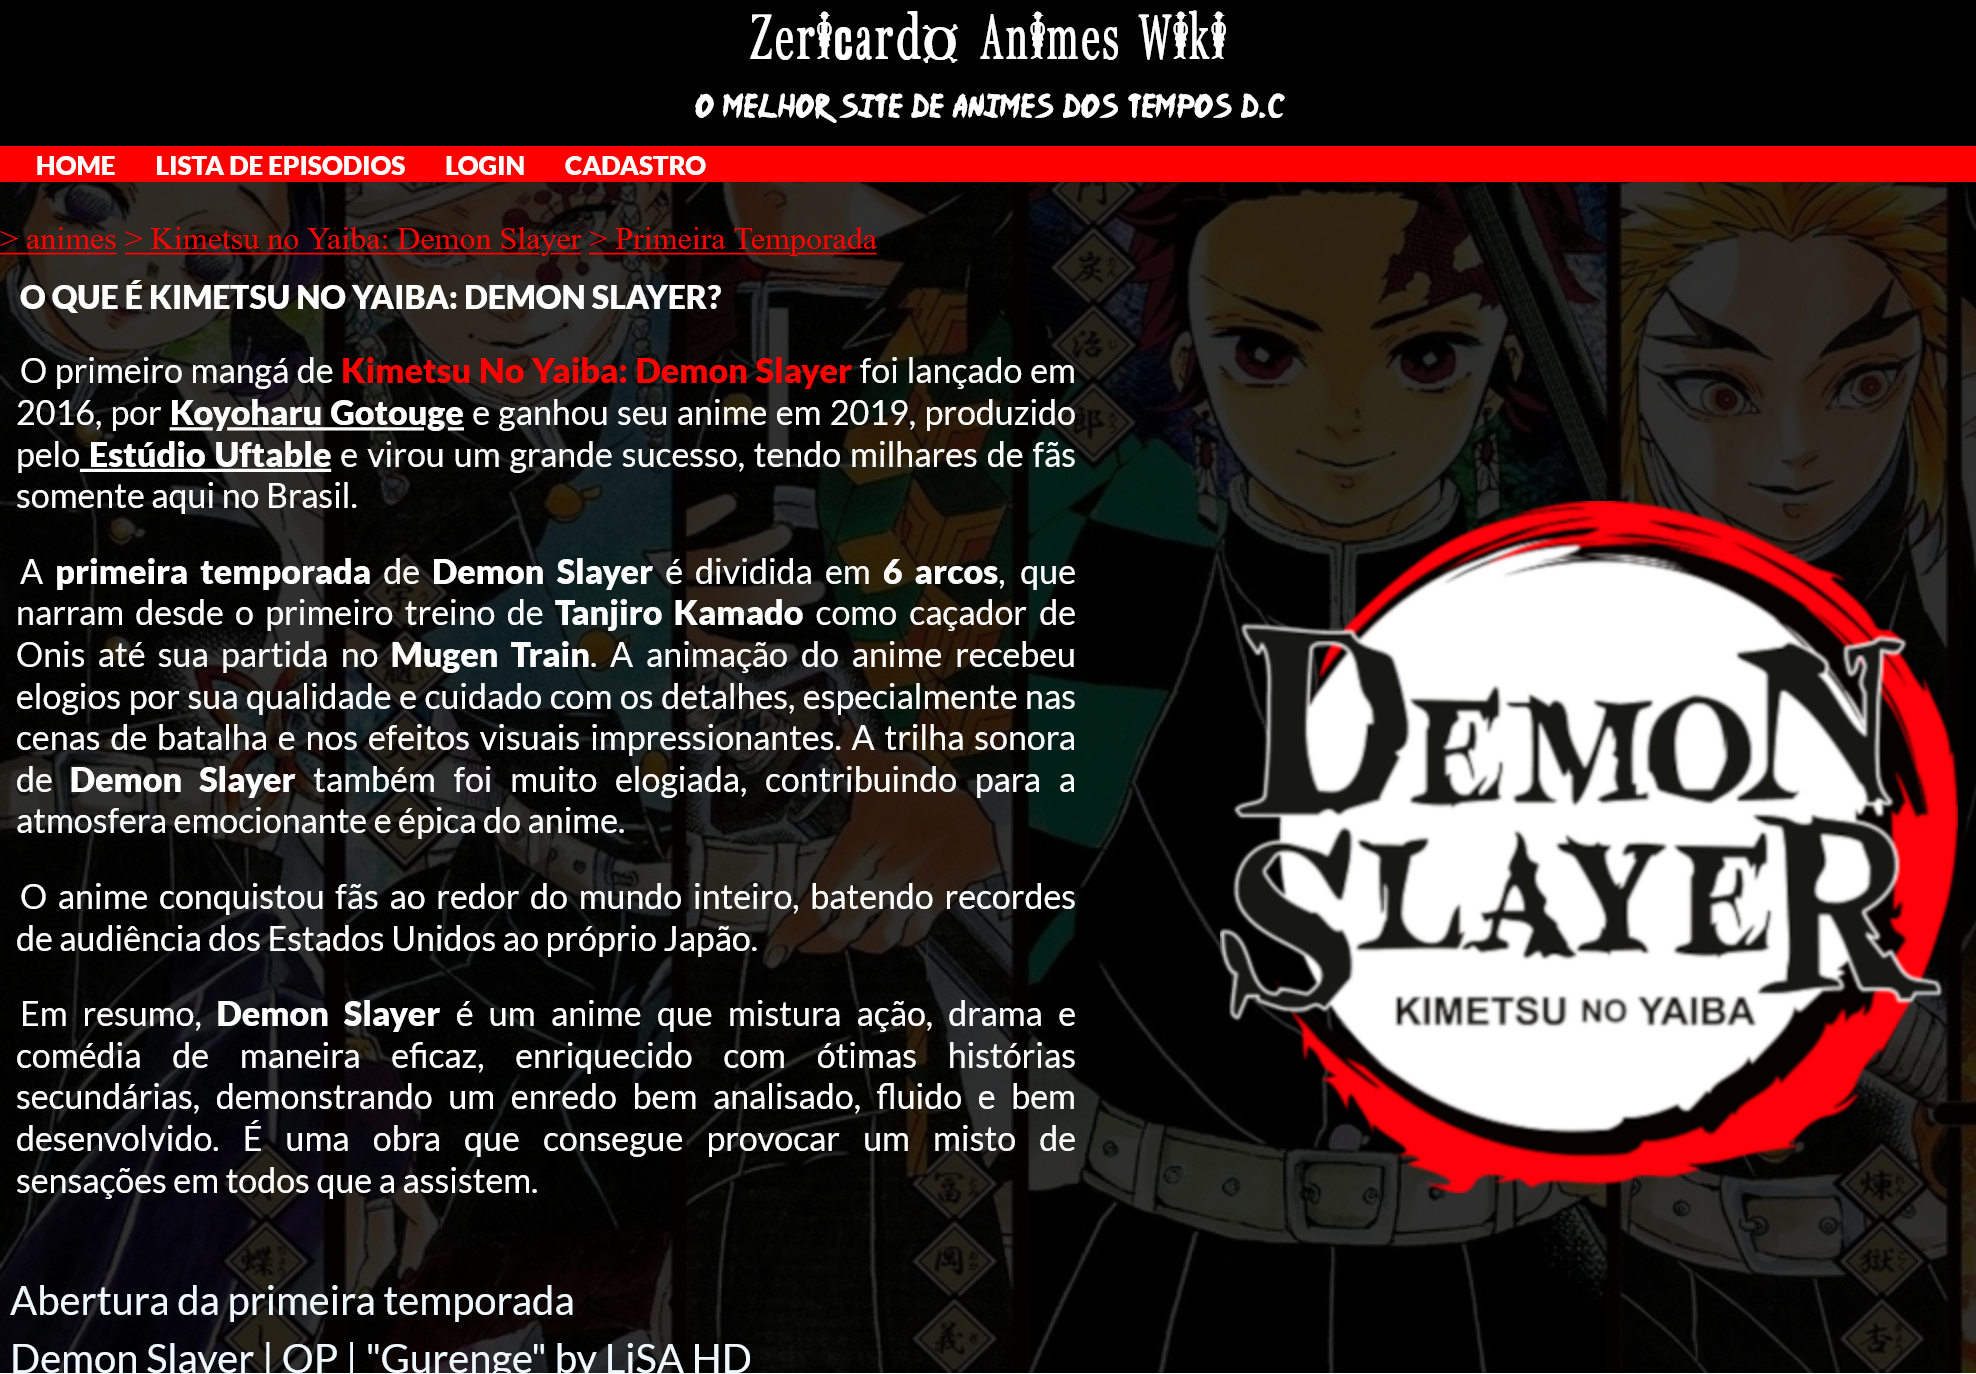 Zericardo Animes Wiki
O MELHOR SITE DE ANIMES DOS TEMPOS D.C
HOME LISTA DE EPISODIOS LOGIN CADASTRO
> animes > Kimetsu no Yaiba: Demon Slayer > Primeira Temporada
O QUE É KIMETSU NO YAIBA: DEMON SLAYER?
O primeiro mangá de Kimetsu No Yaiba: Demon Slayer foi lançado em
2016, por Koyoharu Gotouge e ganhou seu anime em 2019, produzido
pelo Estúdio Uftable e virou um grande sucesso, tendo milhares de fãs
somente aqui no Brasil.
A primeira temporada de Demon Slayer é dividida em 6 arcos, que
narram desde o primeiro treino de Tanjiro Kamado como caçador de
Onis até sua partida no Mugen Train. A animação do anime recebeu
elogios por sua qualidade e cuidado com os detalhes, especialmente nas
cenas de batalha e nos efeitos visuais impressionantes. A trilha sonora
de Demon Slayer também foi muito elogiada, contribuindo para a
atmosfera emocionante e épica do anime.
O anime conquistou fãs ao redor do mundo inteiro, batendo recordes
de audiência dos Estados Unidos ao próprio Japão.
Em resumo, Demon Slayer é um anime que mistura ação, drama e
comédia de maneira eficaz, enriquecido com ótimas histórias
secundárias, demonstrando um enredo bem analisado, fluido e bem
desenvolvido. É uma obra que consegue provocar um misto de
sensações em todos que a assistem.
Abertura da primeira temporada
Demon Slayer | OP | "Gurenge" by LiSA HD
DEMON
SLAYER
KIMETSU NO YAIBA
炭
治
郎
蝶
冨
岡
義
煉
獄
杏